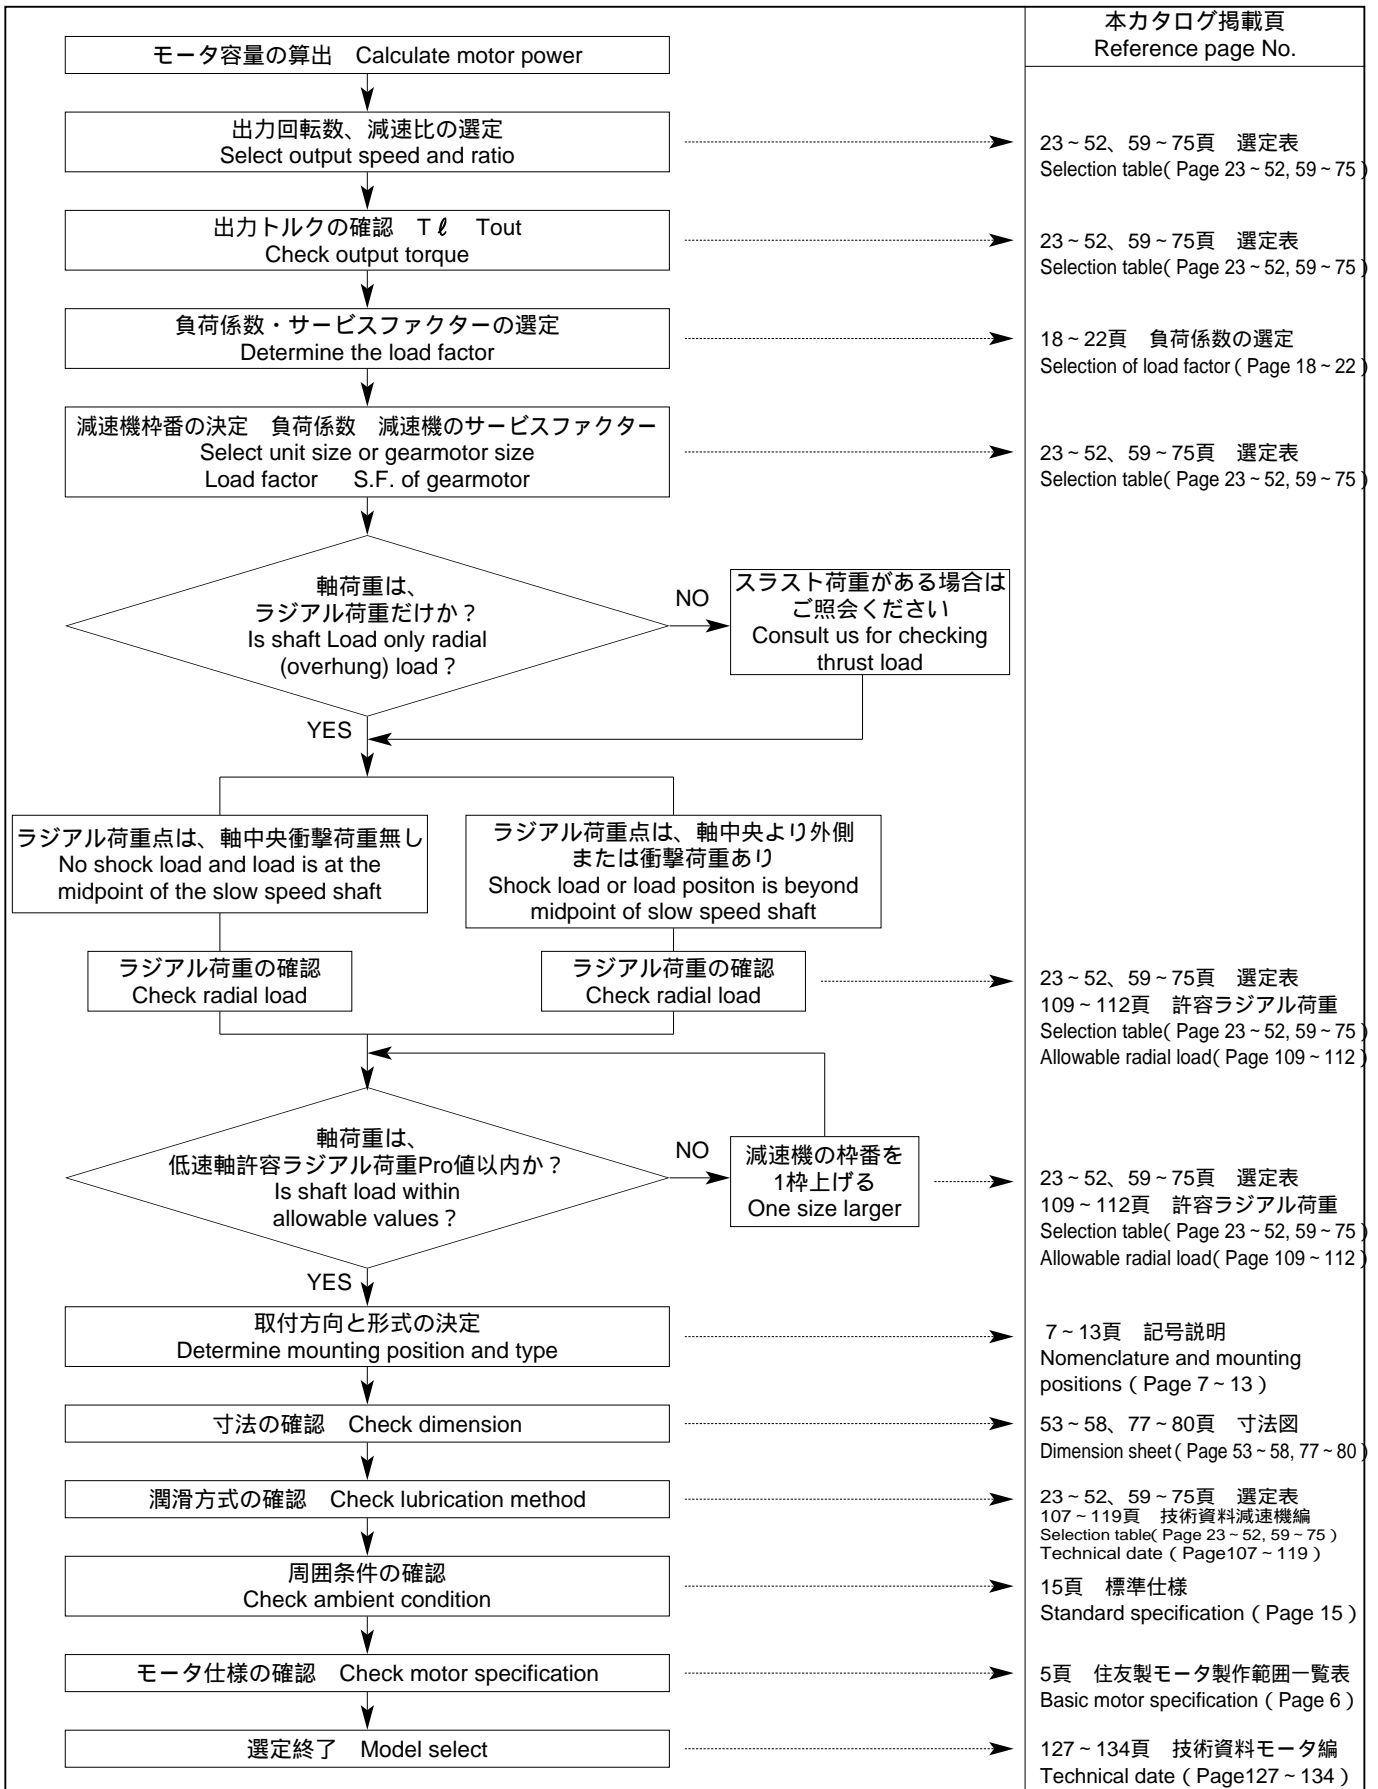 本カタログ掲載頁
Reference page No.
モータ容量の算出 Calculate motor power
出力回転数、減速比の選定
Select output speed and ratio
23~52、59~75頁 選定表
Selection table( Page 23~52, 59~75 )
出力トルクの確認 Tℓ Tout
Check output torque
23~52、59~75頁 選定表
Selection table( Page 23~52, 59~75 )
負荷係数・サービスファクターの選定
Determine the load factor
18~22頁 負荷係数の選定
Selection of load factor ( Page 18~22 )
減速機枠番の決定 負荷係数 減速機のサービスファクター
Select unit size or gearmotor size
Load factor S.F. of gearmotor
23~52、59~75頁 選定表
Selection table( Page 23~52, 59~75 )
軸荷重は、
ラジアル荷重だけか?
Is shaft Load only radial
(overhung) load ?
NO
スラスト荷重がある場合は
ご照会ください
Consult us for checking
thrust load
YES
ラジアル荷重点は、軸中央衝撃荷重無し
No shock load and load is at the
midpoint of the slow speed shaft
ラジアル荷重点は、軸中央より外側
または衝撃荷重あり
Shock load or load positon is beyond
midpoint of slow speed shaft
ラジアル荷重の確認
Check radial load
ラジアル荷重の確認
Check radial load
23~52、59~75頁 選定表
109~112頁 許容ラジアル荷重
Selection table( Page 23~52, 59~75 )
Allowable radial load( Page 109~112 )
軸荷重は、
低速軸許容ラジアル荷重Pro値以内か?
Is shaft load within
allowable values ?
NO
減速機の枠番を
1枠上げる
One size larger
23~52、59~75頁 選定表
109~112頁 許容ラジアル荷重
Selection table( Page 23~52, 59~75 )
Allowable radial load( Page 109~112 )
YES
取付方向と形式の決定
Determine mounting position and type
7~13頁 記号説明
Nomenclature and mounting
positions ( Page 7~13 )
寸法の確認 Check dimension
53~58、77~80頁 寸法図
Dimension sheet ( Page 53~58, 77~80 )
潤滑方式の確認 Check lubrication method
23~52、59~75頁 選定表
107~119頁 技術資料減速機編
Selection table( Page 23~52, 59~75 )
Technical date ( Page107~119 )
周囲条件の確認
Check ambient condition
15頁 標準仕様
Standard specification ( Page 15 )
モータ仕様の確認 Check motor specification
5頁 住友製モータ製作範囲一覧表
Basic motor specification ( Page 6 )
選定終了 Model select
127~134頁 技術資料モータ編
Technical date ( Page127~134 )